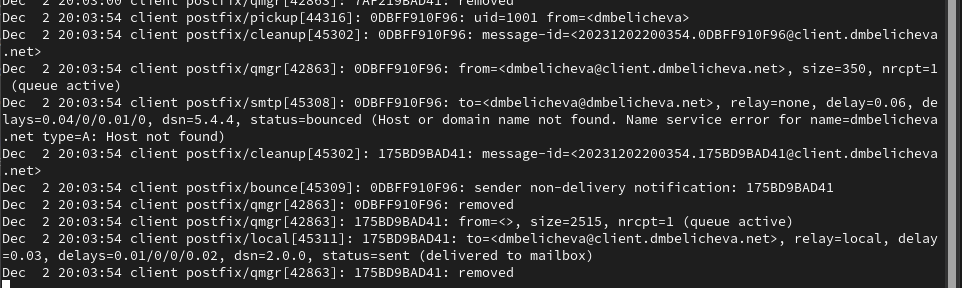 Dec  2 20:03:00 client postfix/qmgr[42863]: 7AF219BAD41: removed
Dec  2 20:03:54 client postfix/pickup[44316]: 0DBFF910F96: uid=1001 from=<dmbelicheva>
Dec  2 20:03:54 client postfix/cleanup[45302]: 0DBFF910F96: message-id=<20231202200354.0DBFF910F96@client.dmbelicheva
.net>
Dec  2 20:03:54 client postfix/qmgr[42863]: 0DBFF910F96: from=<dmbelicheva@client.dmbelicheva.net>, size=350, nrcpt=1
 (queue active)
Dec  2 20:03:54 client postfix/smtp[45308]: 0DBFF910F96: to=<dmbelicheva@dmbelicheva.net>, relay=none, delay=0.06, de
lays=0.04/0/0.01/0, dsn=5.4.4, status=bounced (Host or domain name not found. Name service error for name=dmbelicheva
.net type=A: Host not found)
Dec  2 20:03:54 client postfix/cleanup[45302]: 175BD9BAD41: message-id=<20231202200354.175BD9BAD41@client.dmbelicheva
.net>
Dec  2 20:03:54 client postfix/bounce[45309]: 0DBFF910F96: sender non-delivery notification: 175BD9BAD41
Dec  2 20:03:54 client postfix/qmgr[42863]: 0DBFF910F96: removed
Dec  2 20:03:54 client postfix/qmgr[42863]: 175BD9BAD41: from=<>, size=2515, nrcpt=1 (queue active)
Dec  2 20:03:54 client postfix/local[45311]: 175BD9BAD41: to=<dmbelicheva@client.dmbelicheva.net>, relay=local, delay
=0.03, delays=0.01/0/0/0.02, dsn=2.0.0, status=sent (delivered to mailbox)
Dec  2 20:03:54 client postfix/qmgr[42863]: 175BD9BAD41: removed